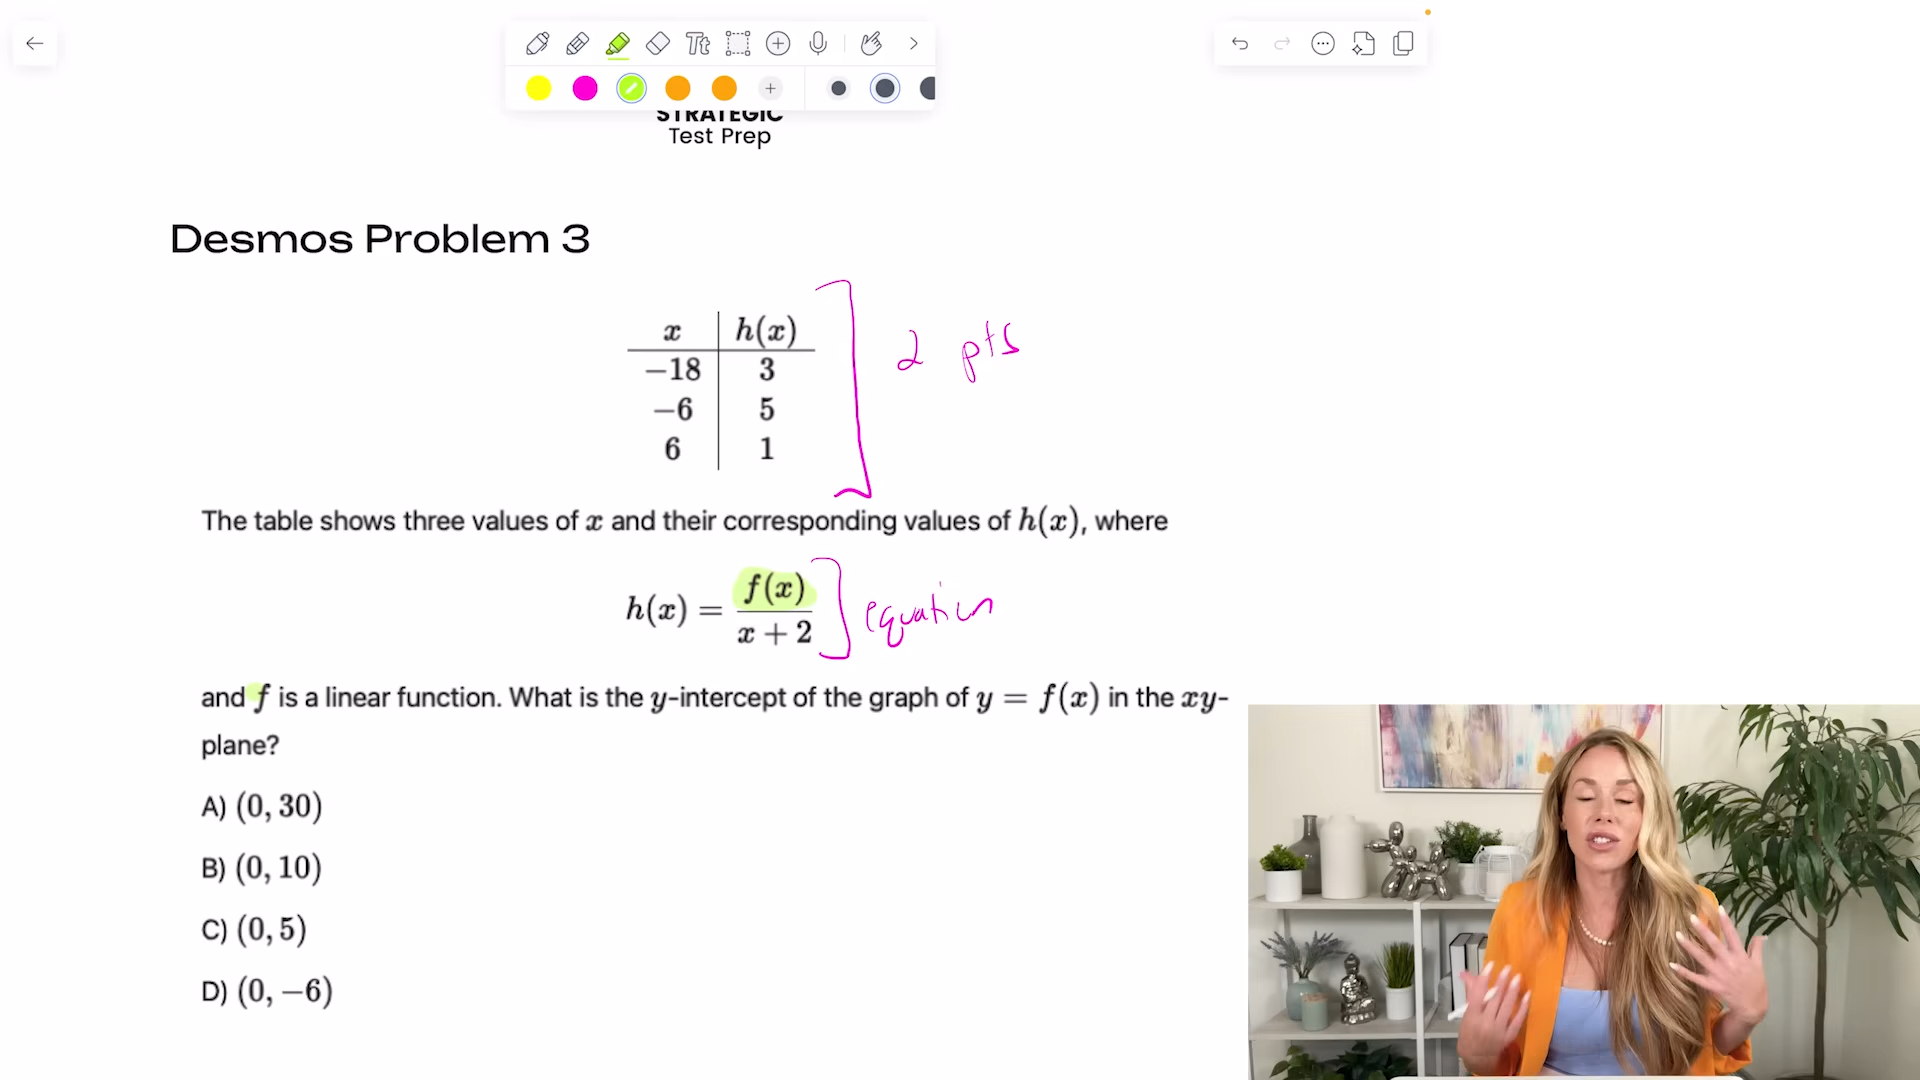 Tt
STRATEGIC
Test Prep
Desmos Problem 3
x h(x)
−18 3
−6 5
6 1
2 pts
The table shows three values of x and their corresponding values of h(x), where
h(x) = f(x) / x + 2
equation
and f is a linear function. What is the y-intercept of the graph of y = f(x) in the xy-
plane?
A) (0, 30)
B) (0, 10)
C) (0, 5)
D) (0, −6)